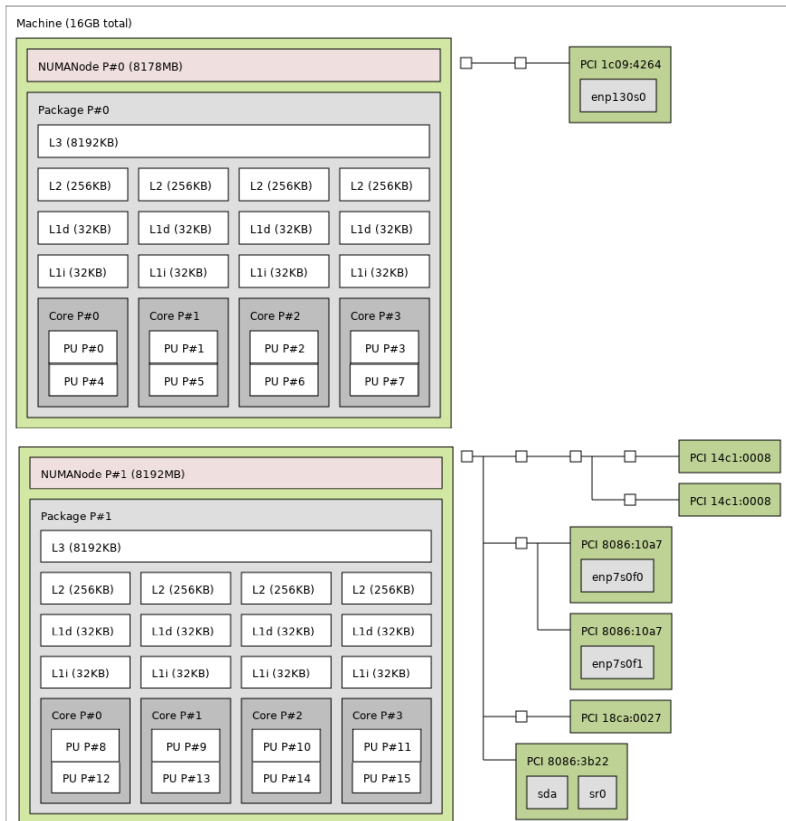 Machine (16GB total)
NUMANode P#0 (8178MB)
Package P#0
L3 (8192KB)
L2 (256KB) L2 (256KB) L2 (256KB) L2 (256KB)
L1d (32KB) L1d (32KB) L1d (32KB) L1d (32KB)
L1i (32KB) L1i (32KB) L1i (32KB) L1i (32KB)
Core P#0 Core P#1 Core P#2 Core P#3
PU P#0 PU P#1 PU P#2 PU P#3
PU P#4 PU P#5 PU P#6 PU P#7
PCI 1c09:4264
enp130s0
NUMANode P#1 (8192MB)
Package P#1
L3 (8192KB)
L2 (256KB) L2 (256KB) L2 (256KB) L2 (256KB)
L1d (32KB) L1d (32KB) L1d (32KB) L1d (32KB)
L1i (32KB) L1i (32KB) L1i (32KB) L1i (32KB)
Core P#0 Core P#1 Core P#2 Core P#3
PU P#8 PU P#9 PU P#10 PU P#11
PU P#12 PU P#13 PU P#14 PU P#15
PCI 14c1:0008
PCI 14c1:0008
PCI 8086:10a7
enp7s0f0
PCI 8086:10a7
enp7s0f1
PCI 18ca:0027
PCI 8086:3b22
sda sr0